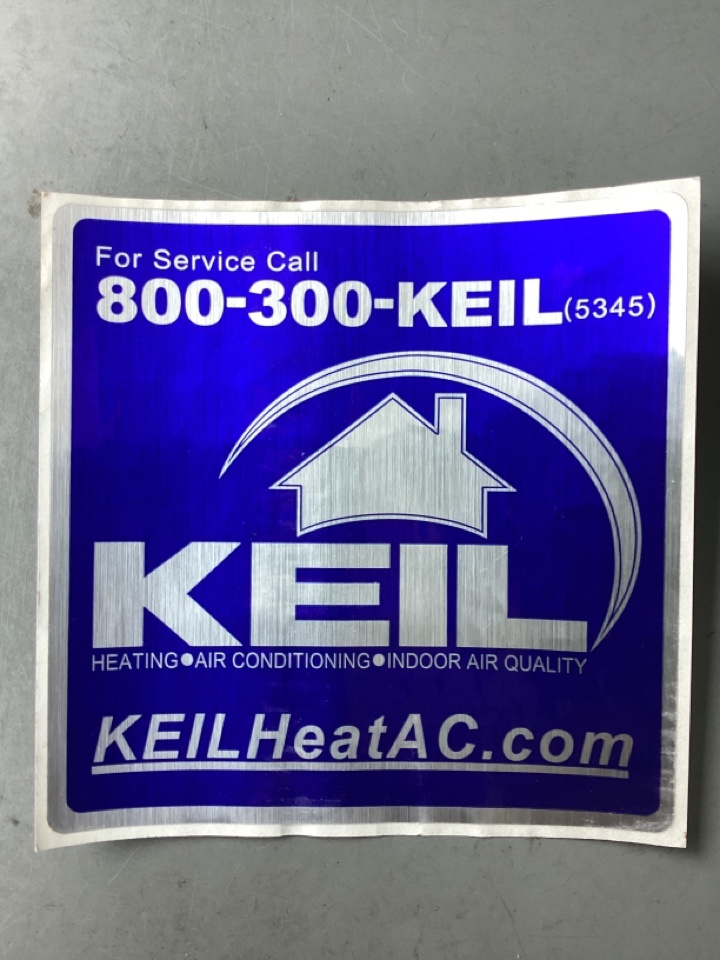 For Service Call
800-300-KEIL(5345)
KEIL
HEATING●AIR CONDITIONING●INDOOR AIR QUALITY
KEILHeatAC.com